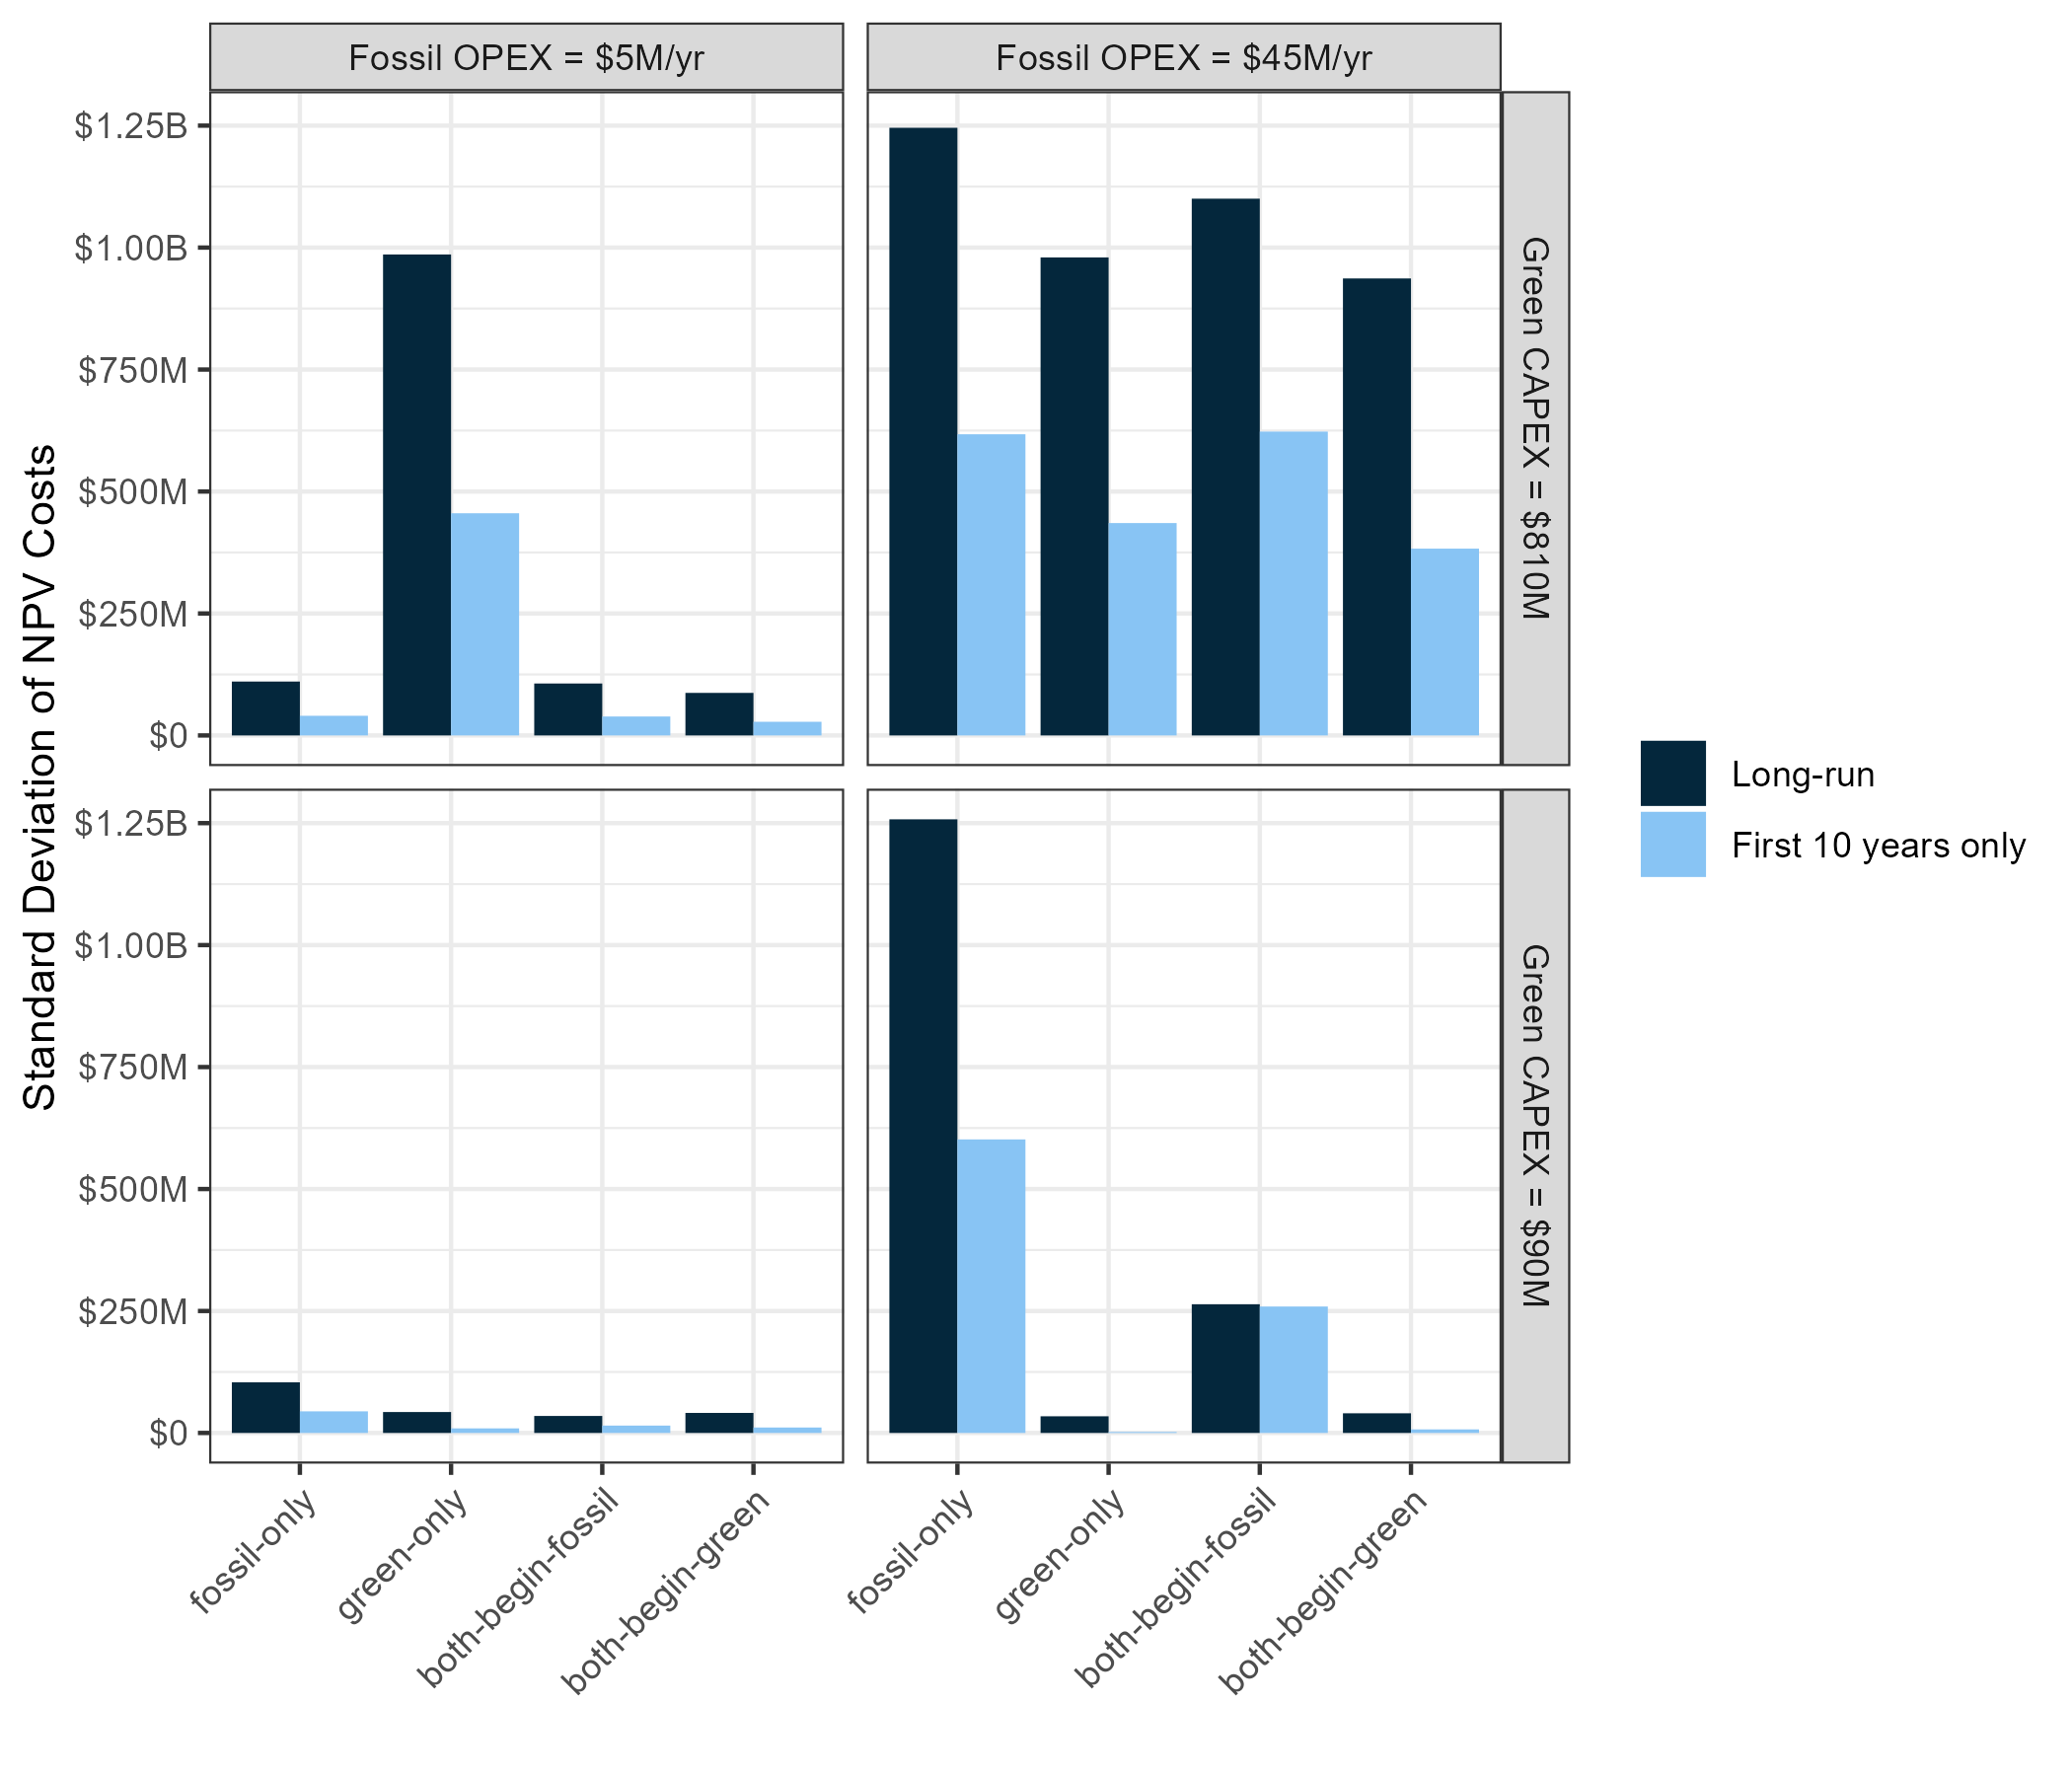 Fossil OPEX = $5M/yr
Fossil OPEX = $45M/yr
Standard Deviation of NPV Costs
$1.25B
$1.00B
$750M
$500M
$250M
$0
Green CAPEX = $810M
$1.25B
$1.00B
$750M
$500M
$250M
$0
Green CAPEX = $90M
fossil-only
green-only
both-begin-fossil
both-begin-green
fossil-only
green-only
both-begin-fossil
both-begin-green
Long-run
First 10 years only